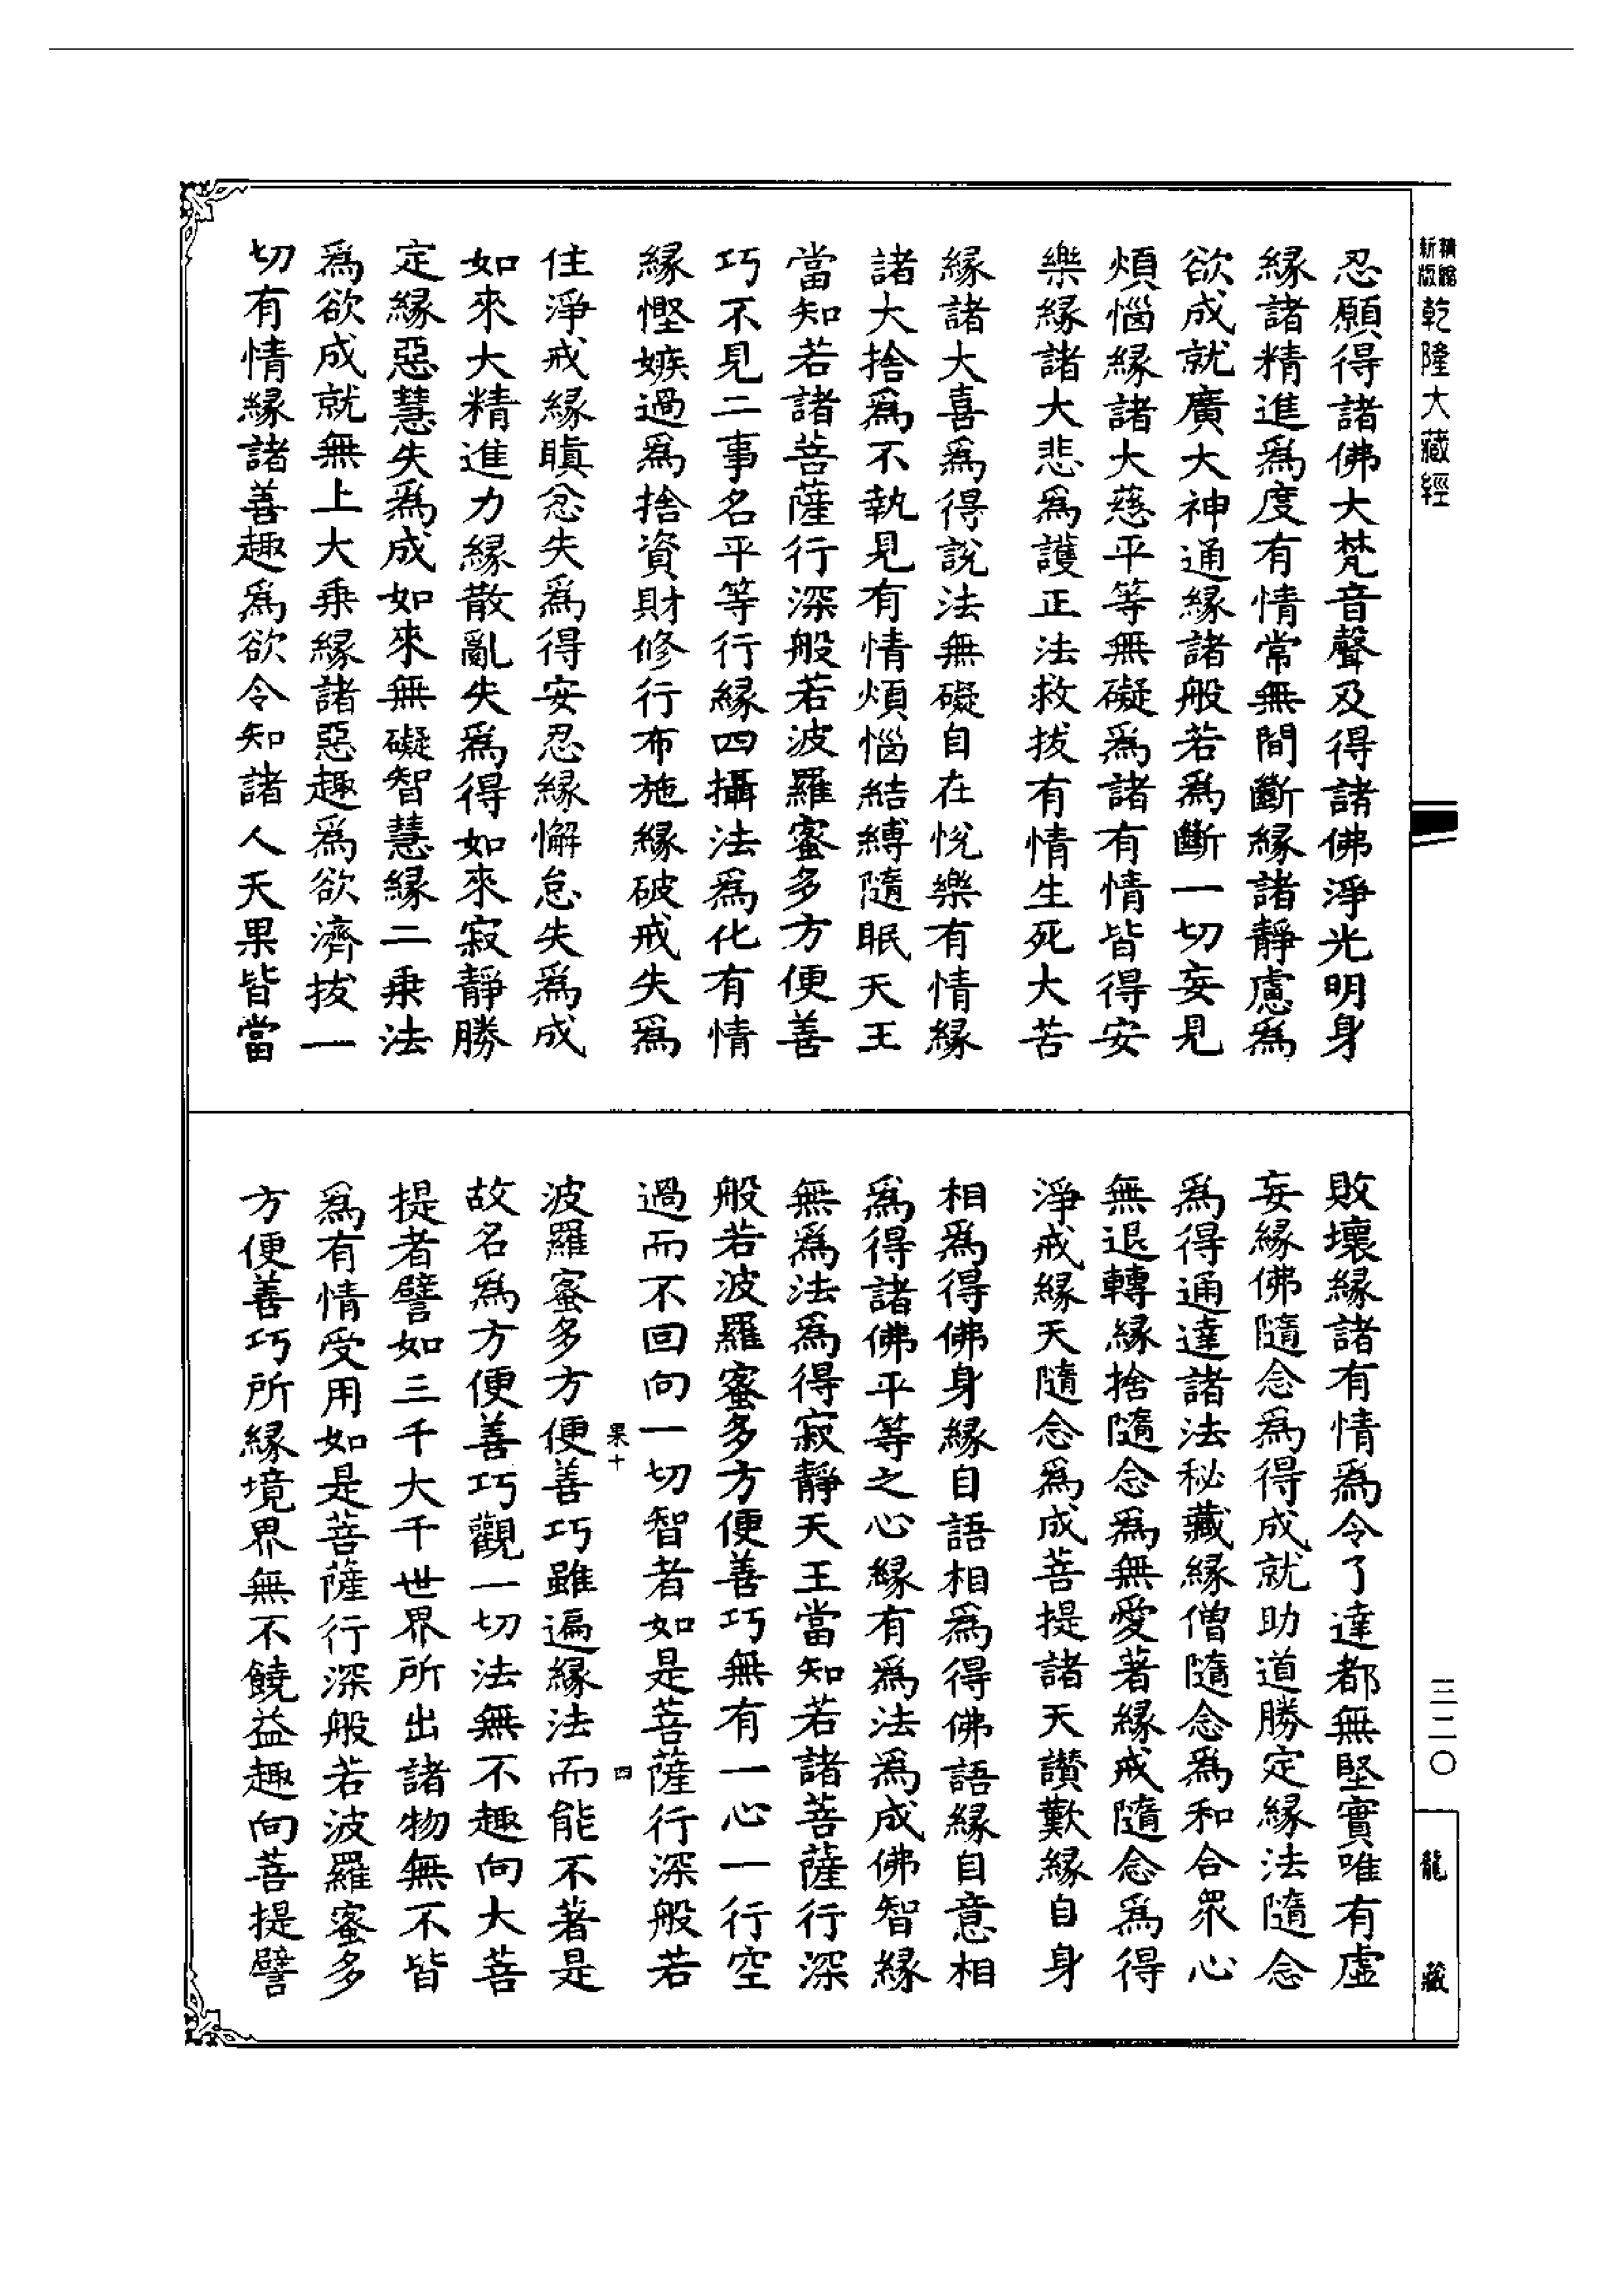 精縮
新版
乾隆大藏經
忍願得諸佛大梵音聲及得諸佛淨光明身
緣諸精進爲度有情常無間斷緣諸靜慮爲
欲成就廣大神通緣諸般若爲斷一切妄見
煩惱緣諸大慈平等無礙爲諸有情皆得安
樂緣諸大悲爲護正法救拔有情生死大苦
緣諸大喜爲得說法無礙自在悅樂有情緣
諸大捨爲不執見有情煩惱結縛隨眠天王
當知若諸菩薩行深般若波羅蜜多方便善
巧不見二事名平等行緣四攝法爲化有情
緣慳嫉過爲捨資財修行布施緣破戒失爲
住淨戒緣瞋忿失爲得安忍緣懈怠失爲成
如來大精進力緣散亂失爲得如來寂靜勝
定緣惡慧失爲成如來無礙智慧緣二乘法
爲欲成就無上大乘緣諸惡趣爲欲濟拔一
切有情緣諸善趣爲欲令知諸人天果皆當
敗壞緣諸有情爲令了達都無堅實唯有虛
妄緣佛隨念爲得成就助道勝定緣法隨念
爲得通達諸法秘藏緣僧隨念爲和合衆心
無退轉緣捨隨念爲無愛著緣戒隨念爲得
淨戒緣天隨念爲成菩提諸天讚歎緣自身
相爲得佛身緣自語相爲得佛語緣自意相
爲得諸佛平等之心緣有爲法爲成佛智緣
無爲法爲得寂靜天王當知若諸菩薩行深
般若波羅蜜多方便善巧無有一心一行空
過而不回向一切智者如是菩薩行深般若
果十
四
波羅蜜多方便善巧雖遍緣法而能不著是
故名爲方便善巧觀一切法無不趣向大菩
提者譬如三千大千世界所出諸物無不皆
爲有情受用如是菩薩行深般若波羅蜜多
方便善巧所緣境界無不饒益趣向菩提譬
三二〇
龍藏